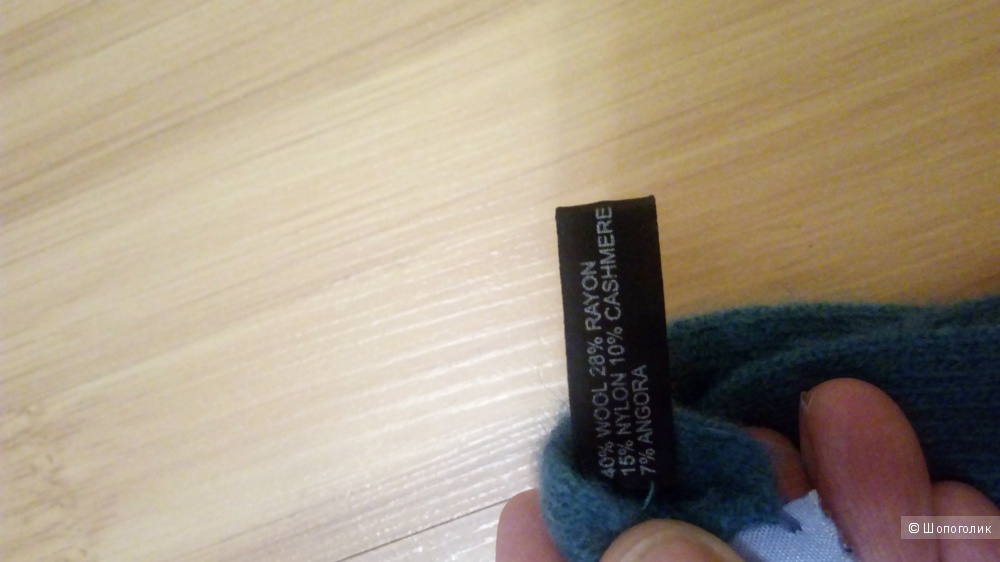 40% WOOL 28% RAYON
15% NYLON 10% CASHMERE
7% ANGORA
© Шопоголик